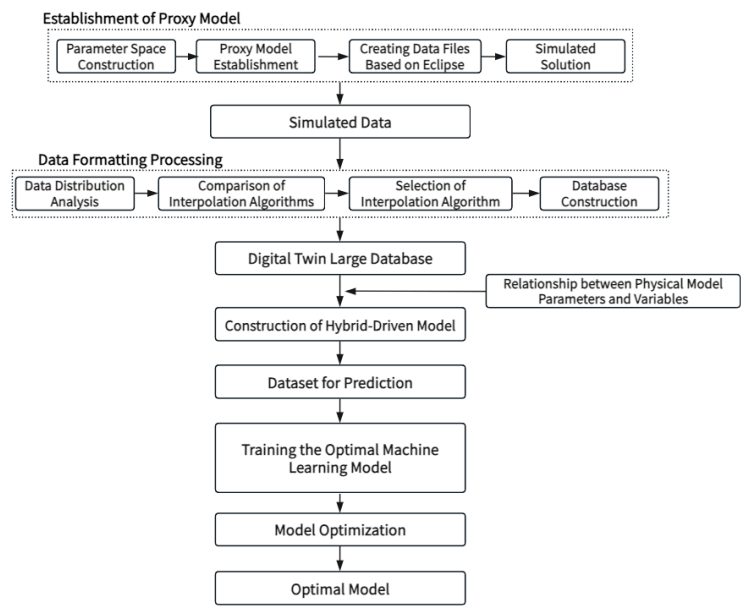 Establishment of Proxy Model
Parameter Space
Construction
Proxy Model
Establishment
Creating Data Files
Based on Eclipse
Simulated
Solution
Simulated Data
Data Formatting Processing
Data Distribution
Analysis
Comparison of
Interpolation Algorithms
Selection of
Interpolation Algorithm
Database
Construction
Digital Twin Large Database
Relationship between Physical Model
Parameters and Variables
Construction of Hybrid-Driven Model
Dataset for Prediction
Training the Optimal Machine
Learning Model
Model Optimization
Optimal Model